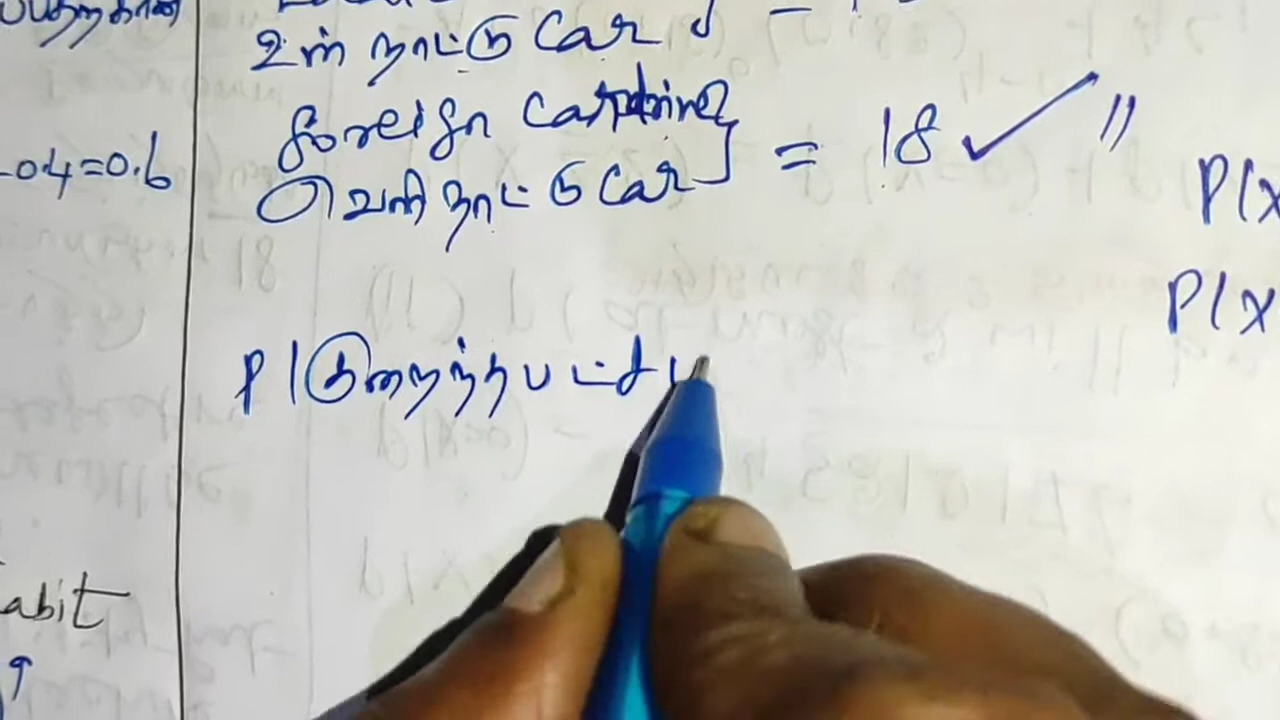 -04=0.6
abit
உள் நாட்டு Car
foreign Car
வெளி நாட்டு Car
= 18 ✓ "
P(குறைந்தபட்ச
P(x
P(x